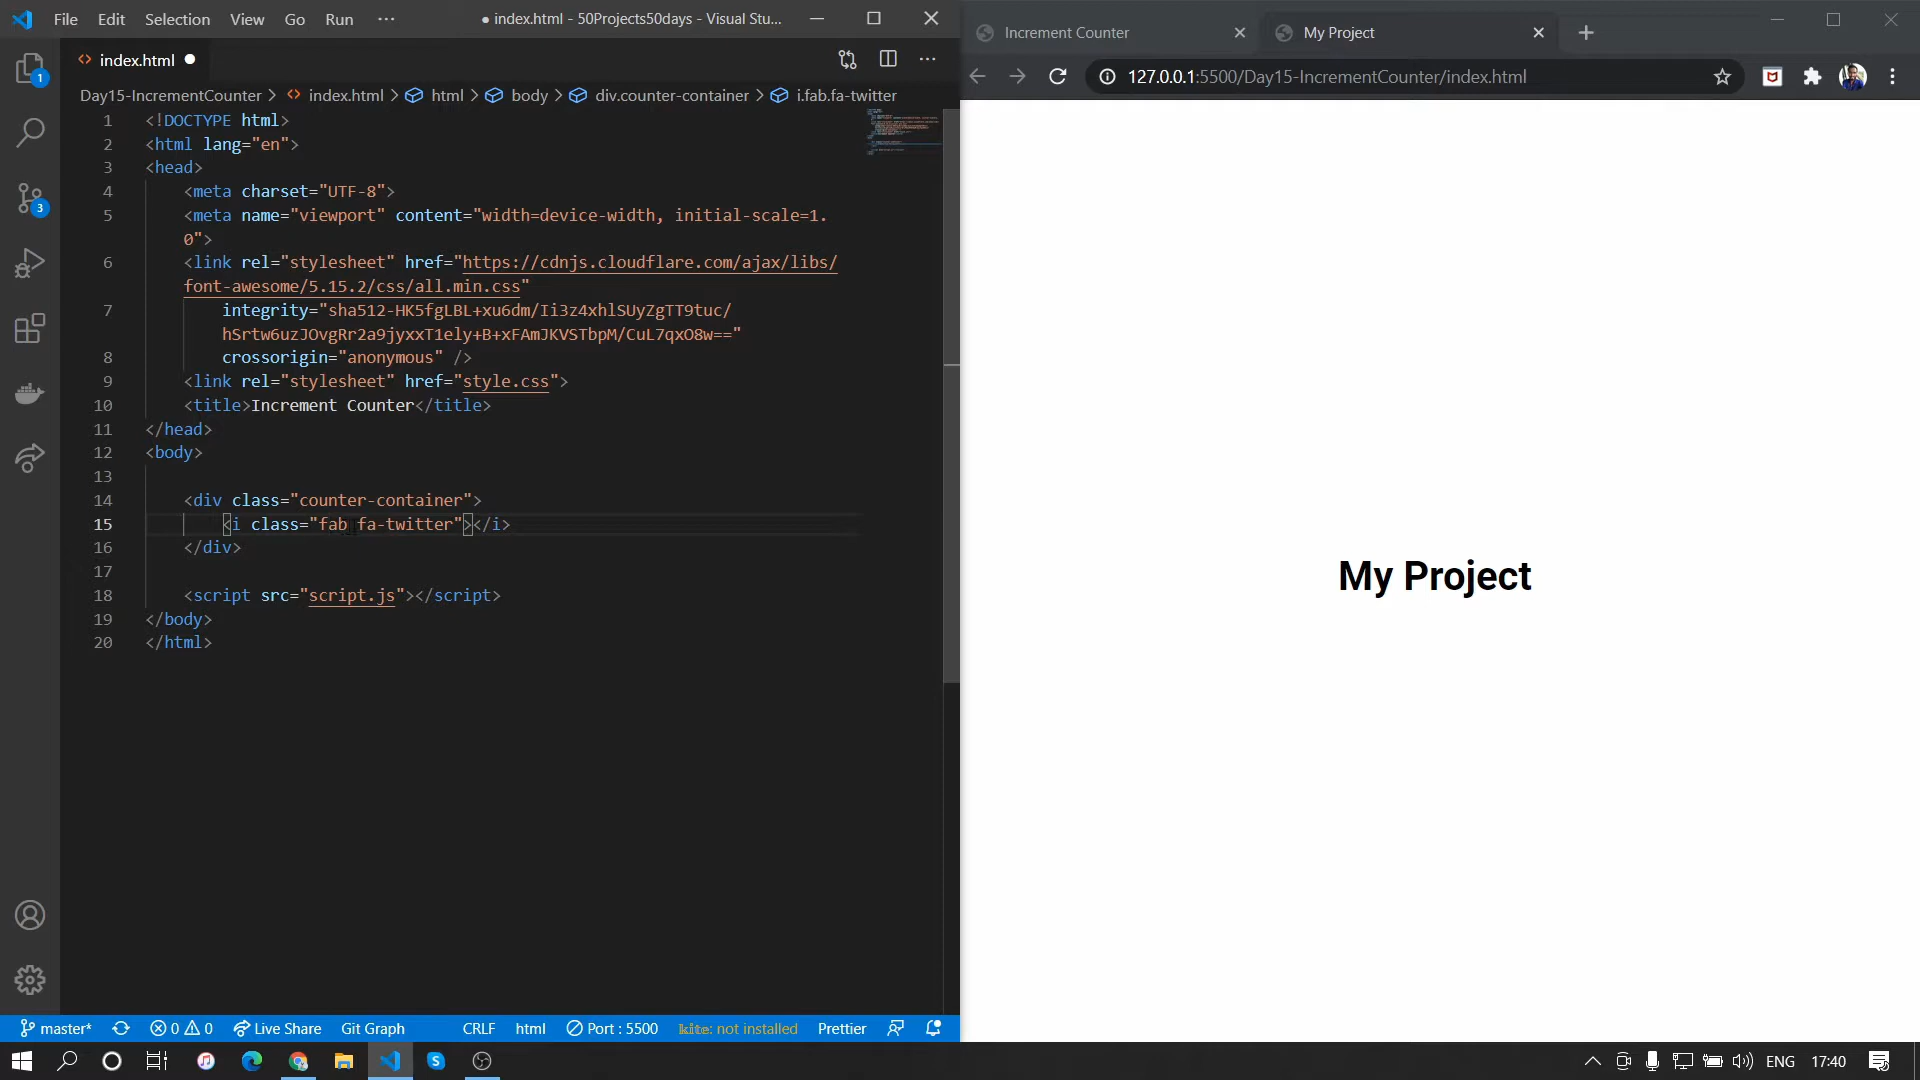 File Edit Selection View Go Run ··· ● index.html - 50Projects50days - Visual Stu...
index.html ●
Day15-IncrementCounter > index.html > html > body > div.counter-container > i.fab.fa-twitter
1 <!DOCTYPE html>
2 <html lang="en">
3 <head>
4 <meta charset="UTF-8">
5 <meta name="viewport" content="width=device-width, initial-scale=1.
0">
6 <link rel="stylesheet" href="https://cdnjs.cloudflare.com/ajax/libs/
font-awesome/5.15.2/css/all.min.css"
7 integrity="sha512-HK5fgLBL+xu6dm/Ii3z4xhlSUyZgTT9tuc/
hSrtw6uzJOvgRr2a9jyxxT1ely+B+xFAmJKVSTbpM/CuL7qxO8w=="
8 crossorigin="anonymous" />
9 <link rel="stylesheet" href="style.css">
10 <title>Increment Counter</title>
11 </head>
12 <body>
13
14 <div class="counter-container">
15 <i class="fab fa-twitter"></i>
16 </div>
17
18 <script src="script.js"></script>
19 </body>
20 </html>
1
3
master* 0 0 Live Share Git Graph CRLF html Port : 5500 kite: not installed Prettier
Increment Counter
My Project
127.0.0.1:5500/Day15-IncrementCounter/index.html
My Project
ENG 17:40